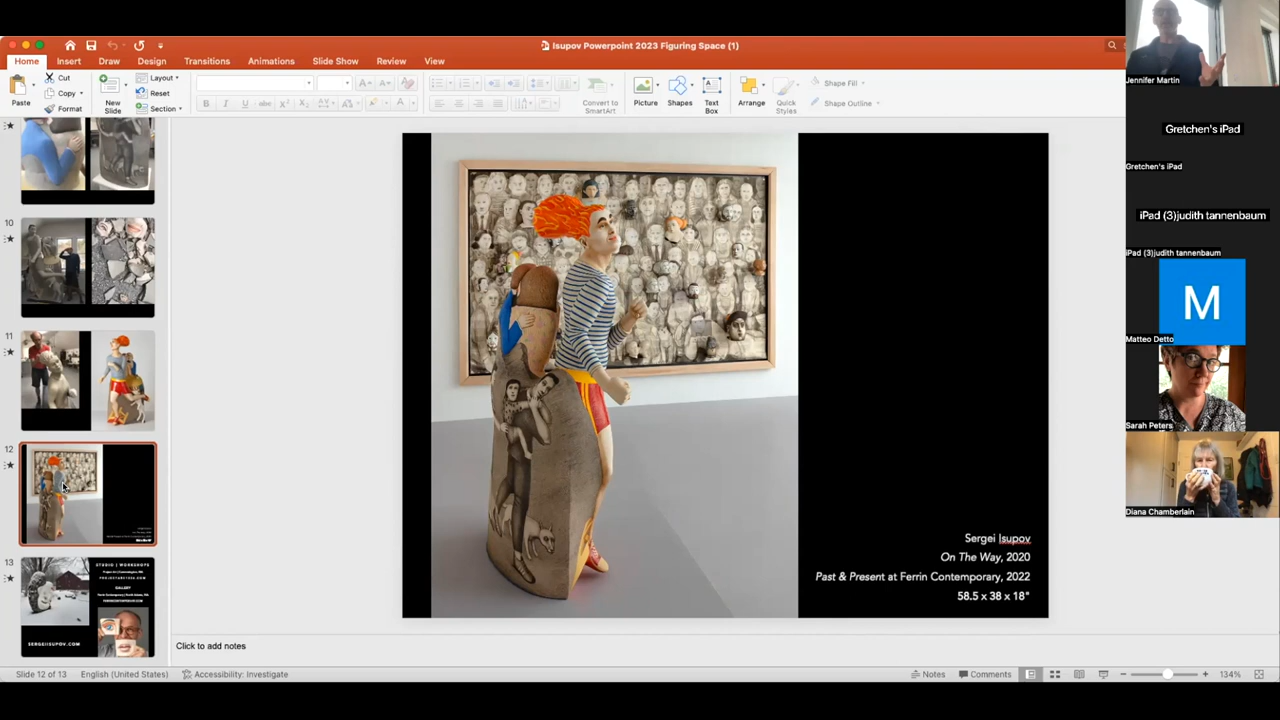 Isupov Powerpoint 2023 Figuring Space (1)
Home Insert Draw Design Transitions Animations Slide Show Review View
Paste
Cut
Copy
Format
New Slide
Layout
Reset
Section
Convert to SmartArt
Picture
Shapes
Text Box
Arrange
Quick Styles
Shape Fill
Shape Outline
10
11
12
13
STUDIO | WORKSHOPS
GALLERY
SERGEIISUPOV.COM
Sergei Isupov
On The Way, 2020
Past & Present at Ferrin Contemporary, 2022
58.5 x 38 x 18"
Click to add notes
Slide 12 of 13 English (United States) Accessibility: Investigate Notes Comments 134%
Jennifer Martin
Gretchen's iPad
Gretchen's iPad
iPad (3)judith tannenbaum
iPad (3)judith tannenbaum
M
Matteo Detto
Sarah Peters
Diana Chamberlain